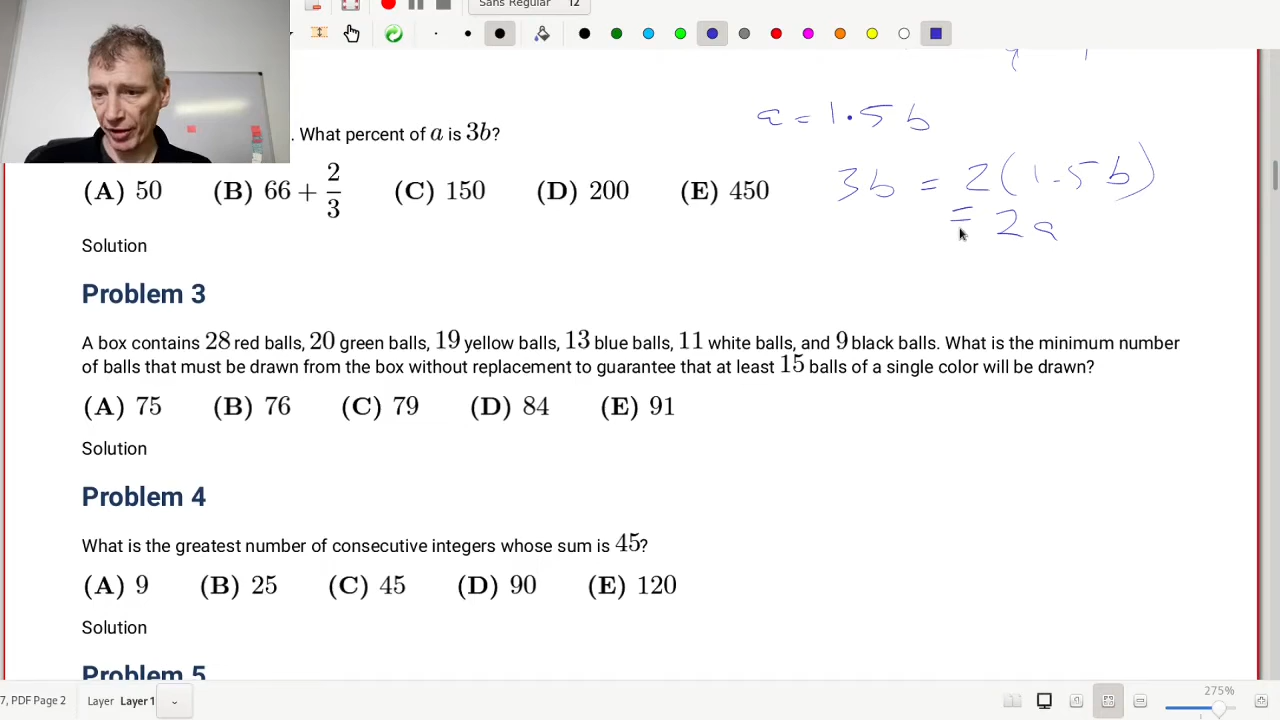 Sans Regular 12
a = 1.5 b
. What percent of a is 3b?
3b = 2(1.5b)
(A) 50 (B) 66 + 2/3 (C) 150 (D) 200 (E) 450
= 2a
Solution
Problem 3
A box contains 28 red balls, 20 green balls, 19 yellow balls, 13 blue balls, 11 white balls, and 9 black balls. What is the minimum number
of balls that must be drawn from the box without replacement to guarantee that at least 15 balls of a single color will be drawn?
(A) 75 (B) 76 (C) 79 (D) 84 (E) 91
Solution
Problem 4
What is the greatest number of consecutive integers whose sum is 45?
(A) 9 (B) 25 (C) 45 (D) 90 (E) 120
Solution
Problem 5
7, PDF Page 2 Layer Layer 1 275%